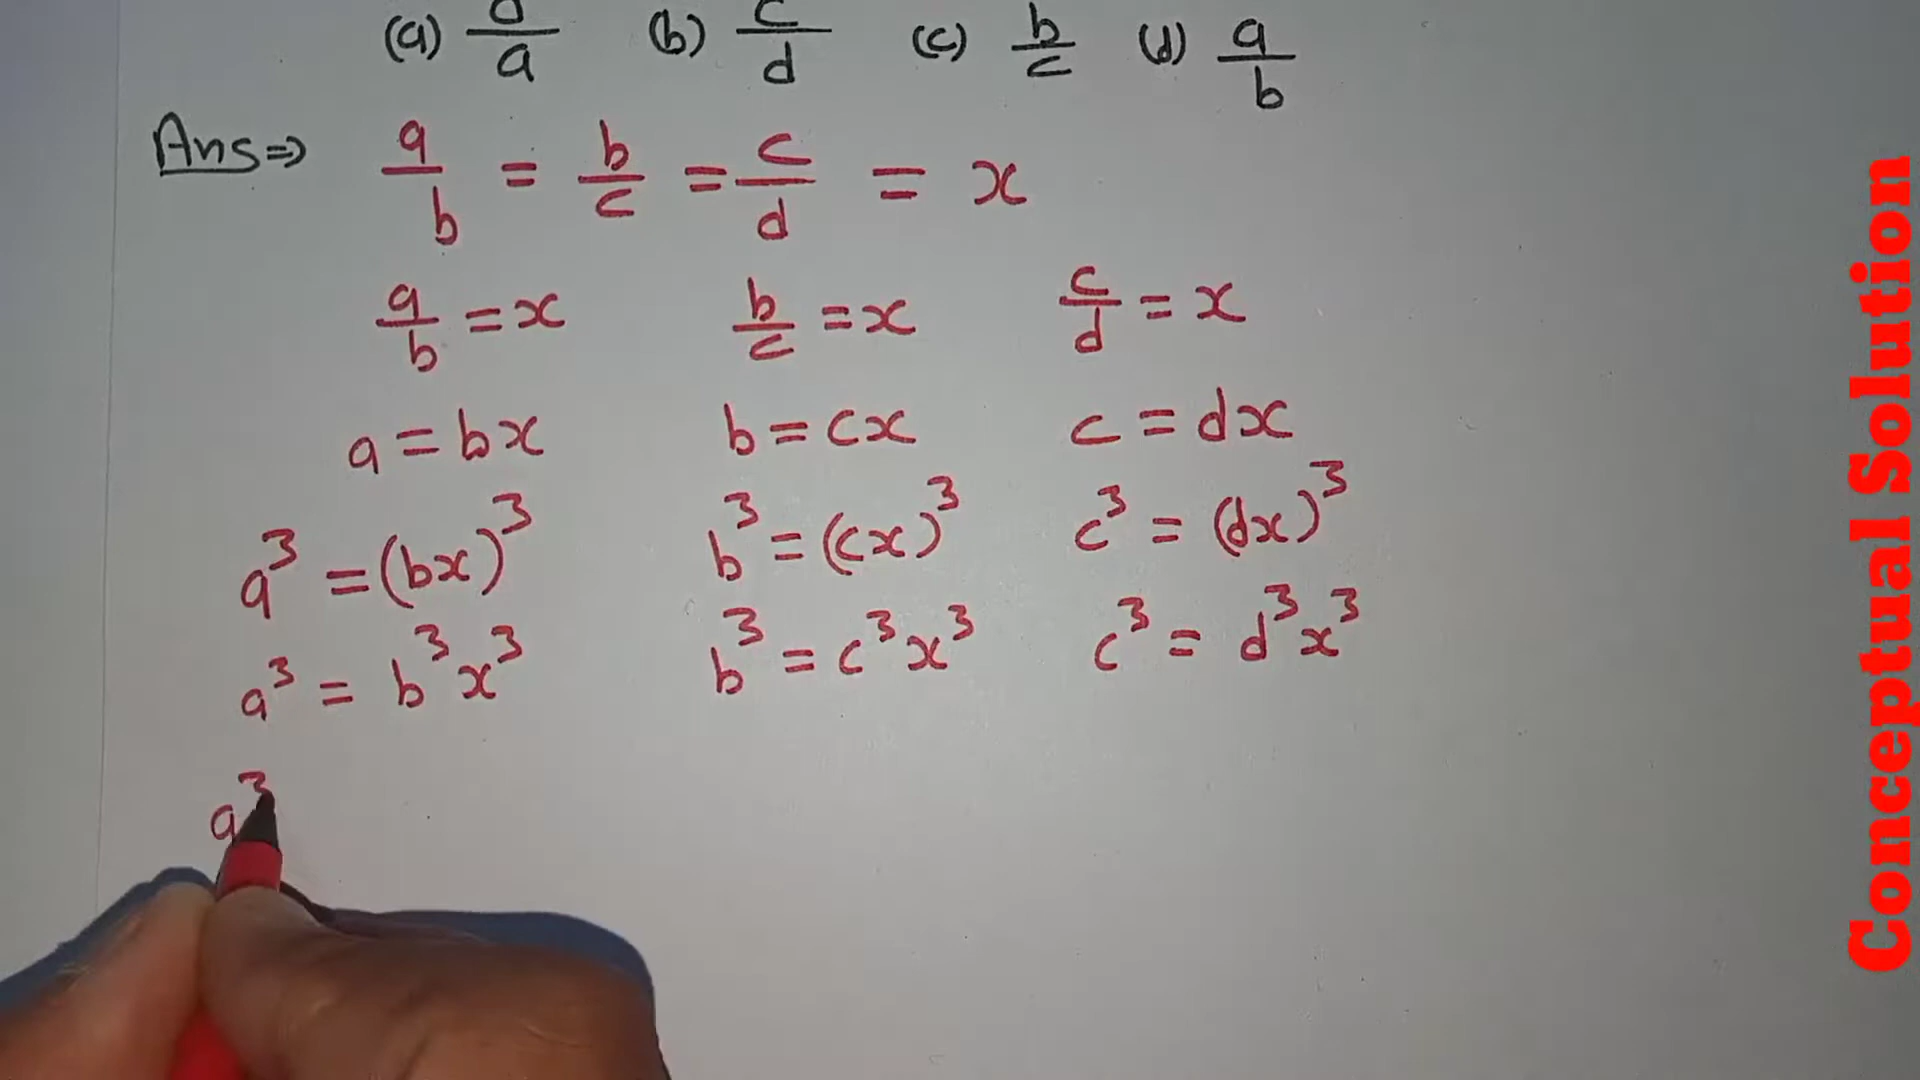 (a) /a (b) c/d (c) b/c (d) a/b
Ans⇒ a/b = b/c = c/d = x
a/b = x b/c = x c/d = x
a = bx b = cx c = dx
a³ = (bx)³ b³ = (cx)³ c³ = (dx)³
a³ = b³x³ b³ = c³x³ c³ = d³x³
a³
Conceptual Solution